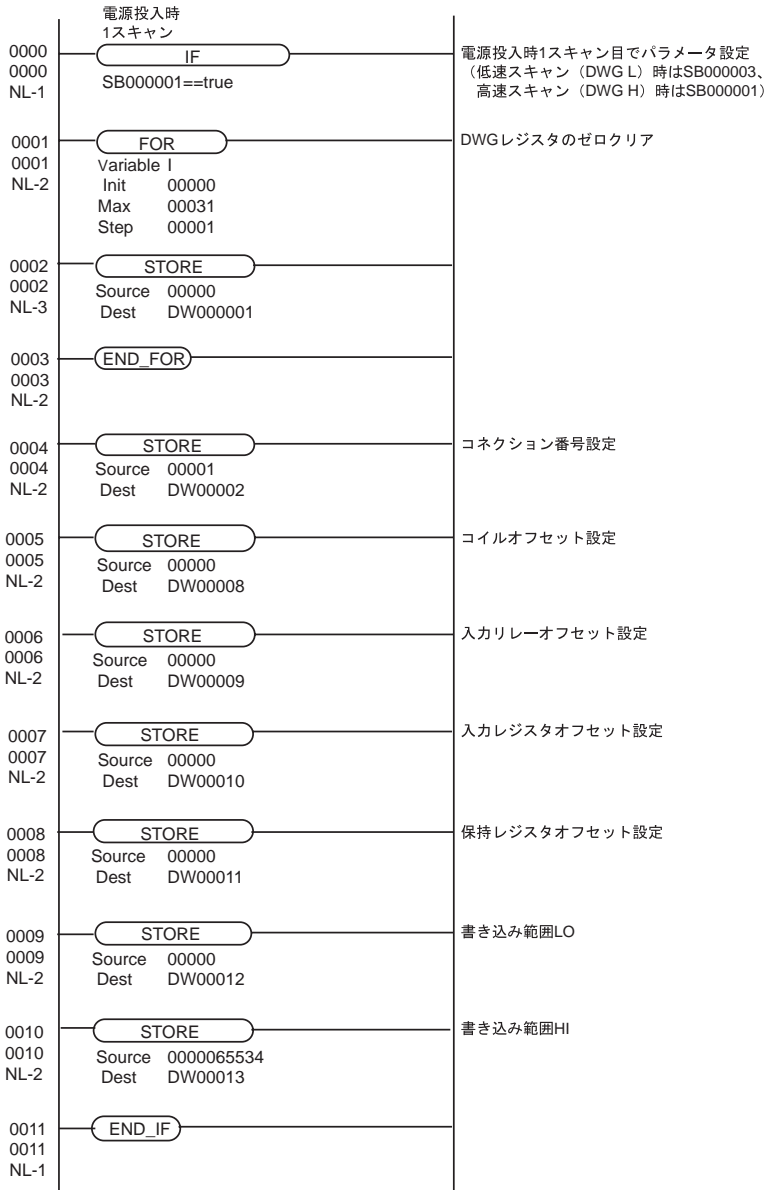 電源投入時
1スキャン
0000
0000
NL-1
IF
SB000001==true
電源投入時1スキャン目でパラメータ設定
（低速スキャン（DWG L）時はSB000003、
高速スキャン（DWG H）時はSB000001）
0001
0001
NL-2
FOR
Variable I
Init 00000
Max 00031
Step 00001
DWGレジスタのゼロクリア
0002
0002
NL-3
STORE
Source 00000
Dest DW000001
0003
0003
NL-2
END_FOR
0004
0004
NL-2
STORE
Source 00001
Dest DW00002
コネクション番号設定
0005
0005
NL-2
STORE
Source 00000
Dest DW00008
コイルオフセット設定
0006
0006
NL-2
STORE
Source 00000
Dest DW00009
入力リレーオフセット設定
0007
0007
NL-2
STORE
Source 00000
Dest DW00010
入力レジスタオフセット設定
0008
0008
NL-2
STORE
Source 00000
Dest DW00011
保持レジスタオフセット設定
0009
0009
NL-2
STORE
Source 00000
Dest DW00012
書き込み範囲LO
0010
0010
NL-2
STORE
Source 0000065534
Dest DW00013
書き込み範囲HI
0011
0011
NL-1
END_IF